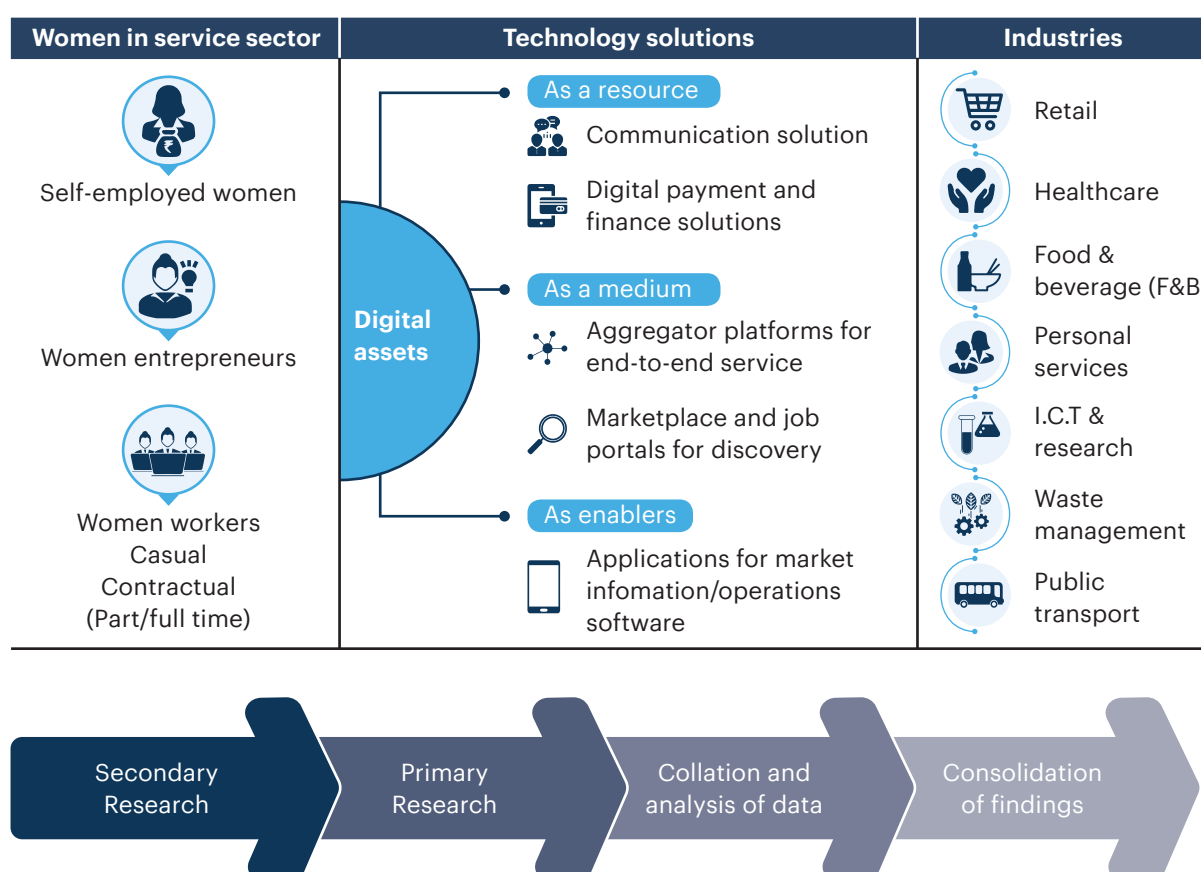 Women in service sector
Technology solutions
Industries
₹
Self-employed women
Women entrepreneurs
Women workers
Casual
Contractual
(Part/full time)
Digital
assets
As a resource
Communication solution
Digital payment and
finance solutions
As a medium
Aggregator platforms for
end-to-end service
Marketplace and job
portals for discovery
As enablers
Applications for market
infomation/operations
software
Retail
Healthcare
Food &
beverage (F&B
Personal
services
I.C.T &
research
Waste
management
Public
transport
Secondary
Research
Primary
Research
Collation and
analysis of data
Consolidation
of findings